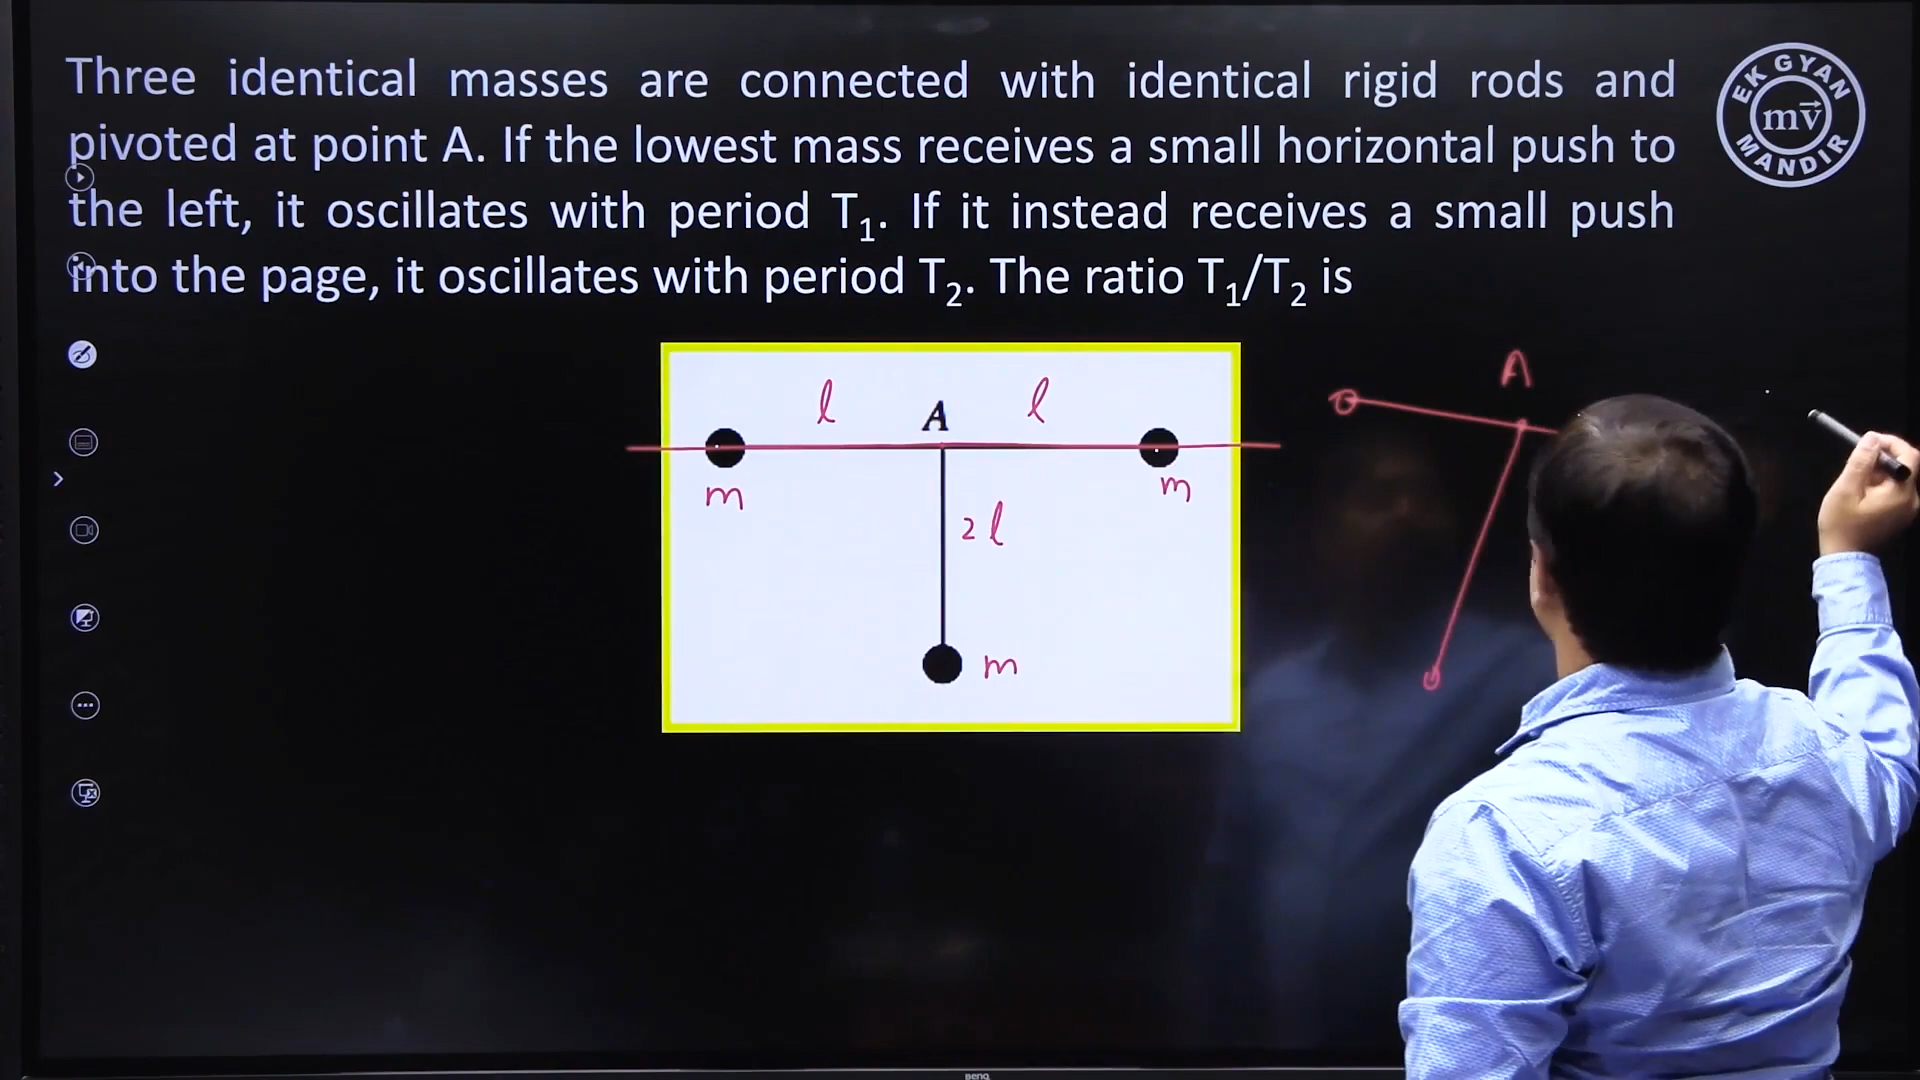 Three identical masses are connected with identical rigid rods and
pivoted at point A. If the lowest mass receives a small horizontal push to
the left, it oscillates with period T₁. If it instead receives a small push
into the page, it oscillates with period T₂. The ratio T₁/T₂ is
EK GYAN
mv⃗
MANDIR
l A l
A
m m
2l
m
BenQ